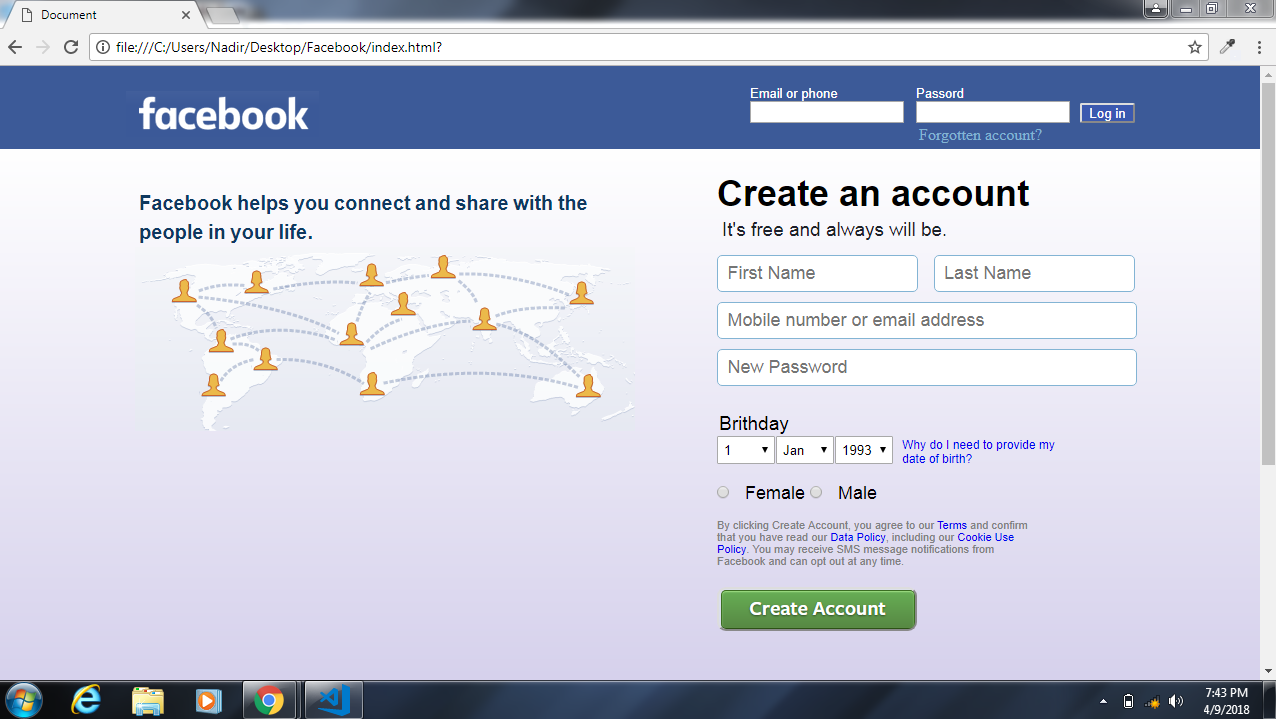 Document
file:///C:/Users/Nadir/Desktop/Facebook/index.html?
facebook
Email or phone
Passord
Log in
Forgotten account?
Facebook helps you connect and share with the
people in your life.
Create an account
It's free and always will be.
First Name
Last Name
Mobile number or email address
New Password
Brithday
1
Jan
1993
Why do I need to provide my
date of birth?
Female
Male
By clicking Create Account, you agree to our Terms and confirm
that you have read our Data Policy, including our Cookie Use
Policy. You may receive SMS message notifications from
Facebook and can opt out at any time.
Create Account
7:43 PM
4/9/2018